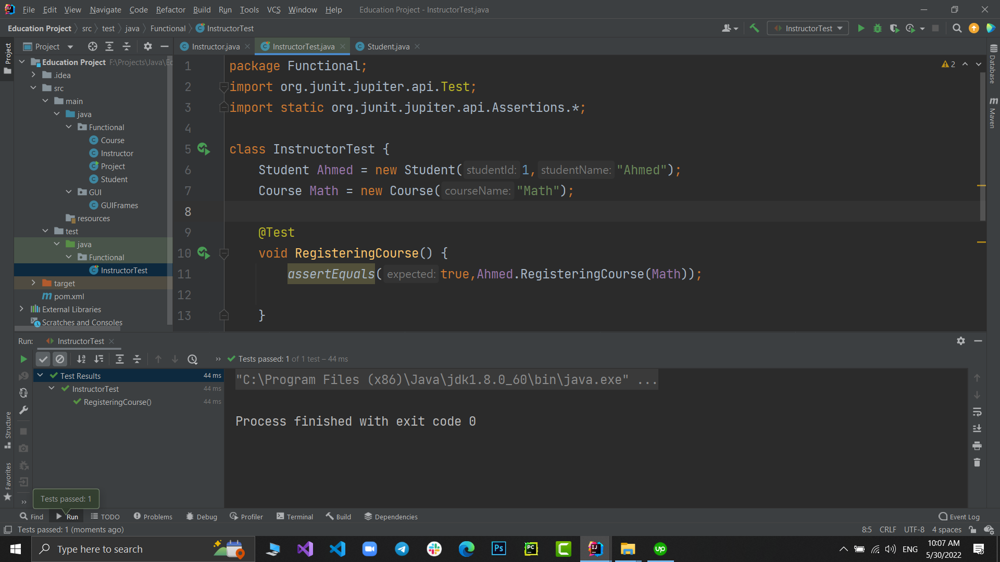 File Edit View Navigate Code Refactor Build Run Tools VCS Window Help Education Project - InstructorTest.java
Education Project src test java Functional InstructorTest InstructorTest
Project Instructor.java InstructorTest.java Student.java
Project
Education Project F:\Projects\Java\Ec
.idea
src
main
java
Functional
Course
Instructor
Project
Student
GUI
GUIFrames
resources
test
java
Functional
InstructorTest
target
pom.xml
External Libraries
Scratches and Consoles
1 package Functional;
2 import org.junit.jupiter.api.Test;
3 import static org.junit.jupiter.api.Assertions.*;
4
5 class InstructorTest {
6 Student Ahmed = new Student( studentId: 1, studentName: "Ahmed");
7 Course Math = new Course( courseName: "Math");
8
9 @Test
10 void RegisteringCourse() {
11 assertEquals( expected: true,Ahmed.RegisteringCourse(Math));
12
13 }
2
Database
Maven
Run: InstructorTest
Tests passed: 1 of 1 test – 44 ms
Test Results 44 ms
InstructorTest 44 ms
RegisteringCourse() 44 ms
"C:\Program Files (x86)\Java\jdk1.8.0_60\bin\java.exe" ...
Process finished with exit code 0
Structure
Favorites
Tests passed: 1
Find Run TODO Problems Debug Profiler Terminal Build Dependencies Event Log
Tests passed: 1 (moments ago) 8:5 CRLF UTF-8 4 spaces
Type here to search Ps PC C IJ up ENG 10:07 AM
5/30/2022